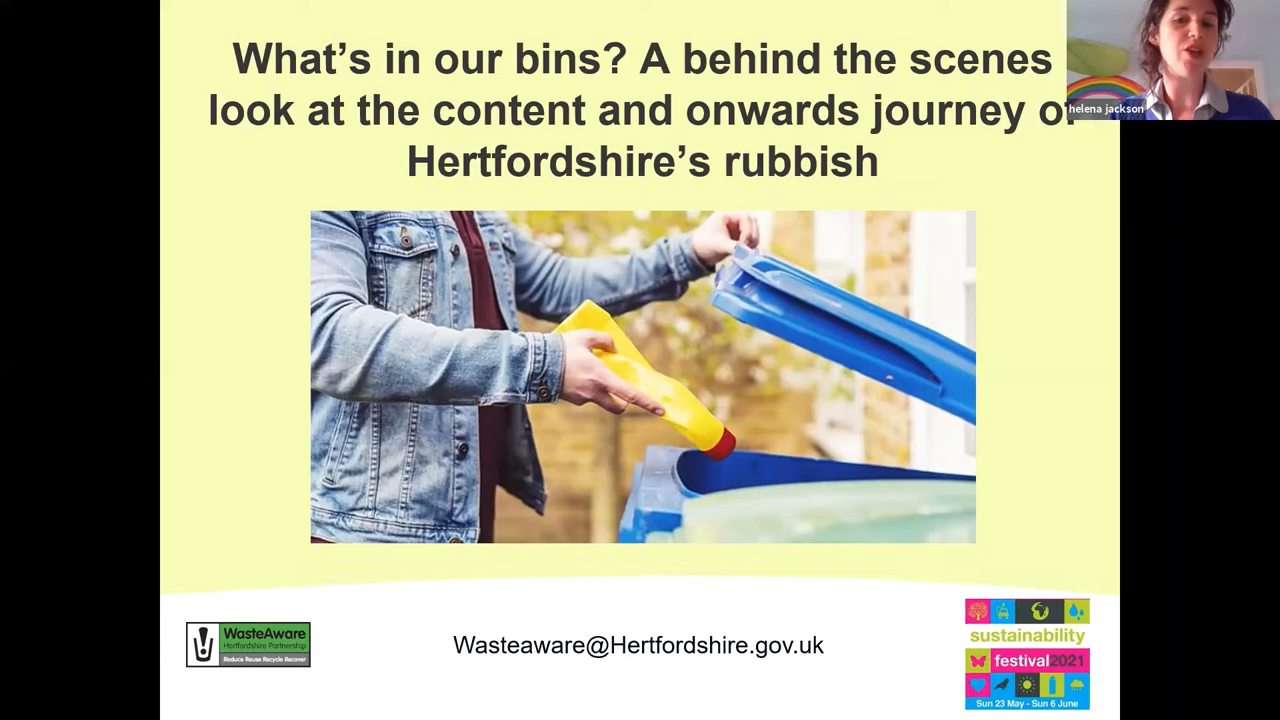 What's in our bins? A behind the scenes
look at the content and onwards journey of
Hertfordshire's rubbish
helena jackson
WasteAware
Hertfordshire Partnership
Reduce Reuse Recycle Recover
Wasteaware@Hertfordshire.gov.uk
sustainability
festival2021
Sun 23 May - Sun 6 June